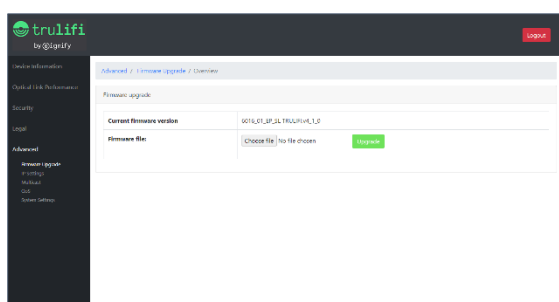 trulifi
by Signify
Logout
Device Information
Optical Link Performance
Security
Legal
Advanced
Firmware Upgrade
IP Settings
Multicast
QoS
System Settings
Advanced / Firmware Upgrade / Overview
Firmware upgrade
Current firmware version
Firmware file:
Choose file No file chosen
Upgrade